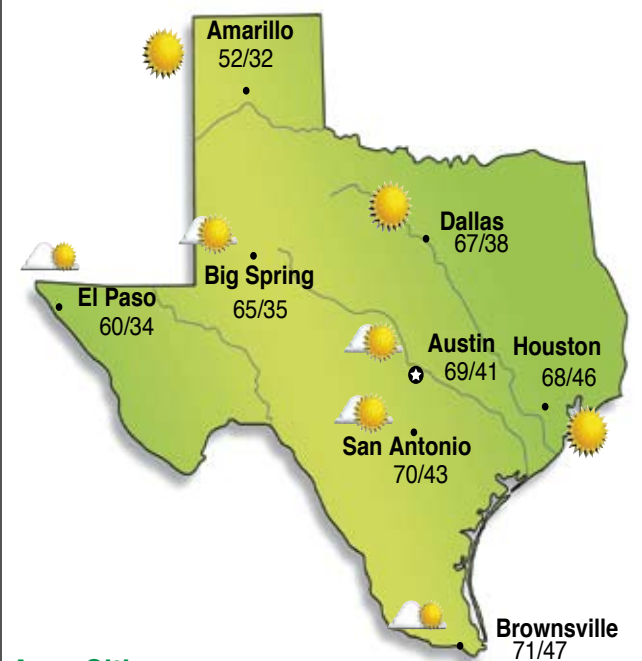 Amarillo
52/32
Dallas
67/38
Big Spring
65/35
El Paso
60/34
Austin
69/41
Houston
68/46
San Antonio
70/43
Brownsville
71/47